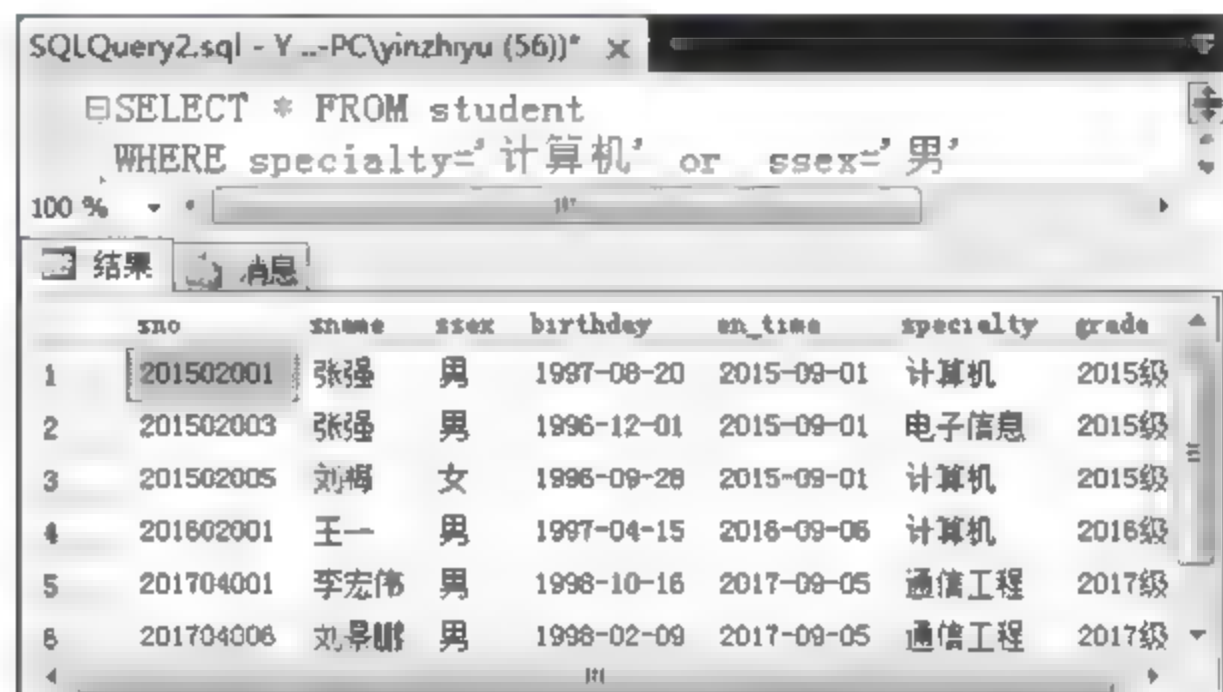 SQLQuery2.sql - Y...-PC\yinzhiyu (56))* ×
SELECT * FROM student
WHERE specialty='计算机' or ssex='男'
100 %
结果 消息
sno sname ssex birthday en_time specialty grade
1 201502001 张强 男 1997-08-20 2015-09-01 计算机 2015级
2 201502003 张强 男 1996-12-01 2015-09-01 电子信息 2015级
3 201502005 刘梅 女 1996-09-28 2015-09-01 计算机 2015级
4 201602001 王一 男 1997-04-15 2016-09-06 计算机 2016级
5 201704001 李宏伟 男 1998-10-16 2017-09-05 通信工程 2017级
6 201704006 刘景 男 1998-02-09 2017-09-05 通信工程 2017级